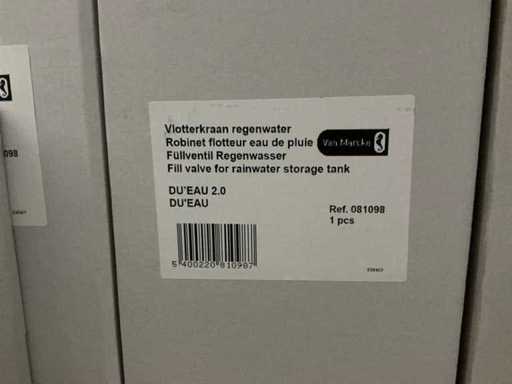 Vlotterkraan regenwater
Robinet flotteur eau de pluie
Van Marcke
Füllventil Regenwasser
Fill valve for rainwater storage tank
DU'EAU 2.0
DU'EAU
Ref. 081098
1 pcs
5 400220 810987
098